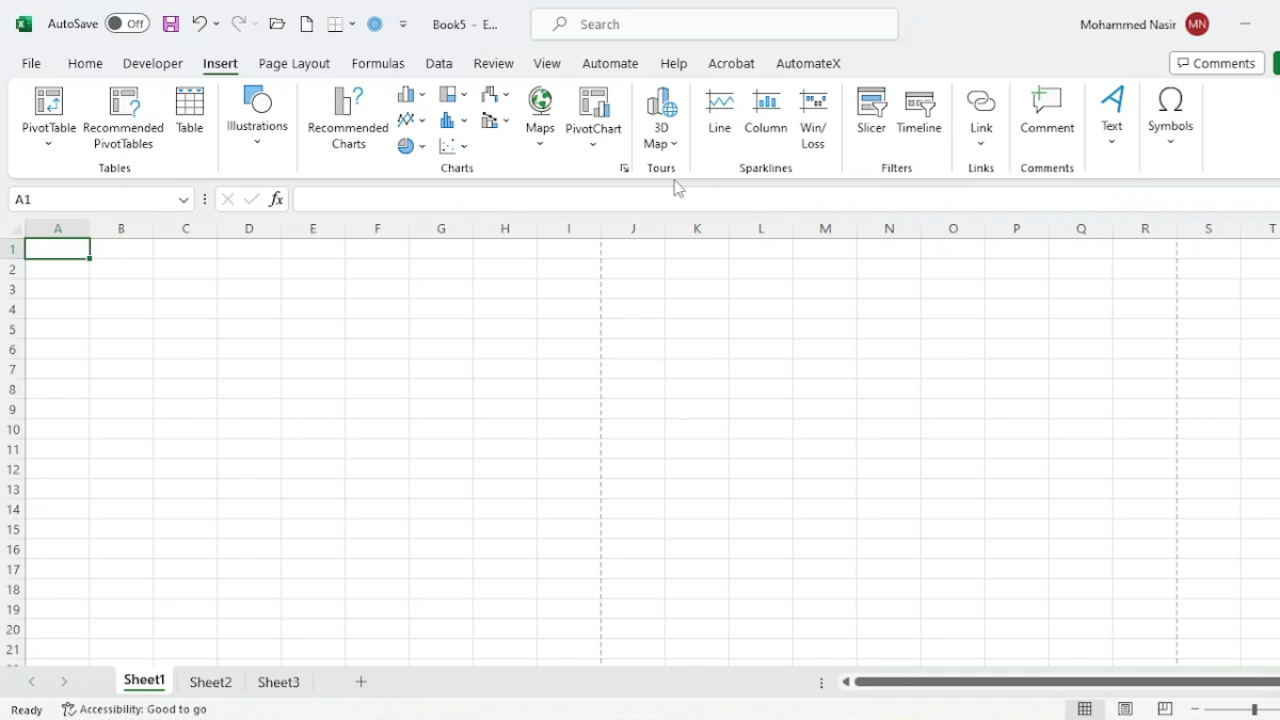 AutoSave Off Book5 - E... Search Mohammed Nasir MN
File Home Developer Insert Page Layout Formulas Data Review View Automate Help Acrobat AutomateX Comments
PivotTable Recommended PivotTables Table Illustrations Recommended Charts Maps PivotChart 3D Map Line Column Win/ Loss Slicer Timeline Link Comment Text Symbols
Tables Charts Tours Sparklines Filters Links Comments
A1 fx
A B C D E F G H I J K L M N O P Q R S T
1
2
3
4
5
6
7
8
9
10
11
12
13
14
15
16
17
18
19
20
21
Sheet1 Sheet2 Sheet3
Ready Accessibility: Good to go